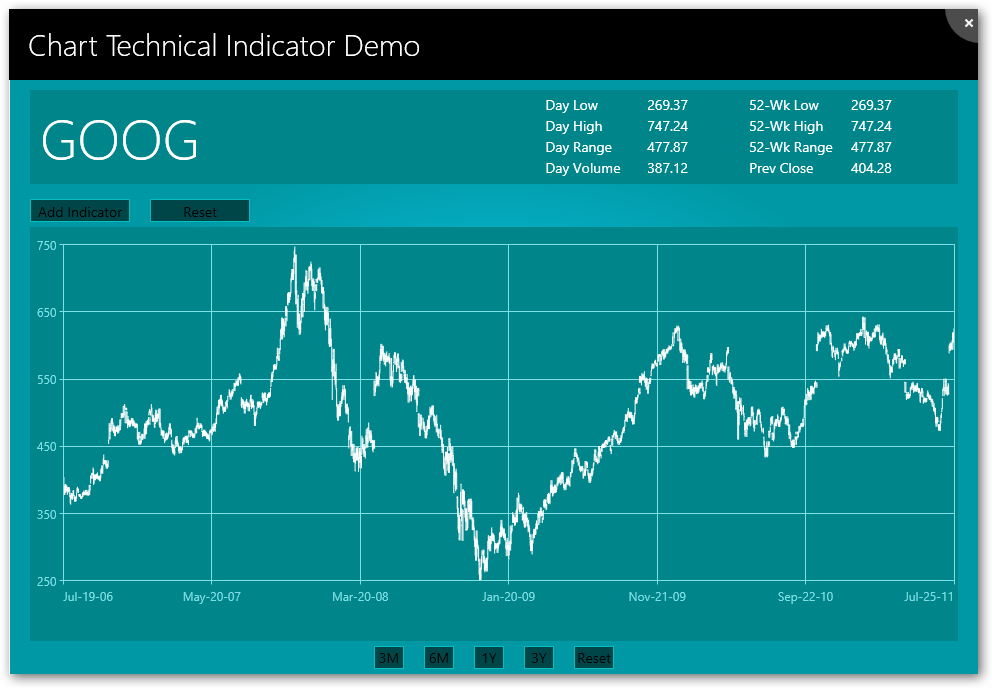 Chart Technical Indicator Demo
GOOG
Day Low 269.37 52-Wk Low 269.37
Day High 747.24 52-Wk High 747.24
Day Range 477.87 52-Wk Range 477.87
Day Volume 387.12 Prev Close 404.28
Add Indicator Reset
750
650
550
450
350
250
Jul-19-06 May-20-07 Mar-20-08 Jan-20-09 Nov-21-09 Sep-22-10 Jul-25-11
3M 6M 1Y 3Y Reset